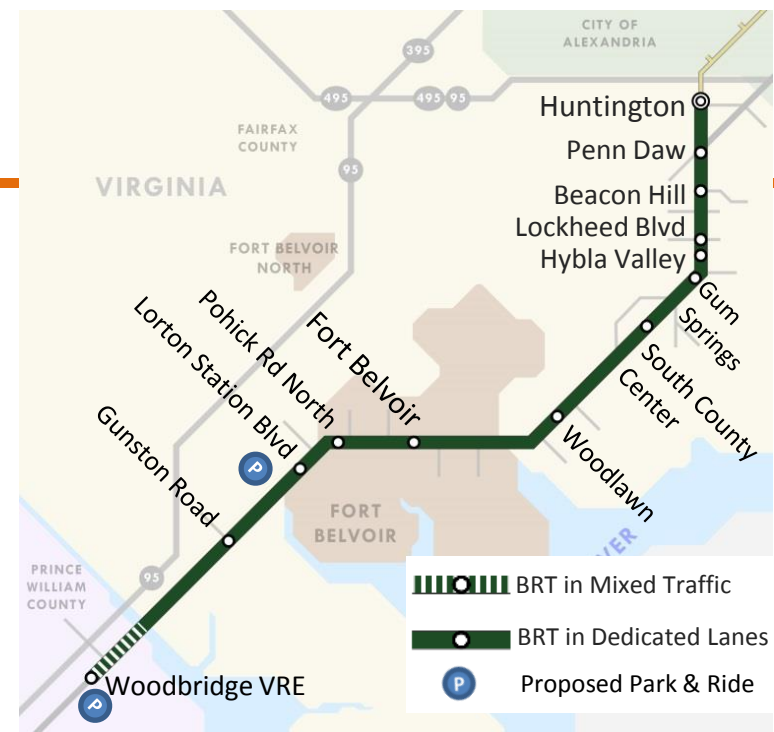 CITY OF
ALEXANDRIA
395
495
495 95
Huntington
FAIRFAX
COUNTY
Penn Daw
95
VIRGINIA
Beacon Hill
Lockheed Blvd
FORT BELVOIR
NORTH
Hybla Valley
Gum
Springs
Pohick Rd North
Fort Belvoir
Lorton Station Blvd
South County
Center
Gunston Road
Woodlawn
P
FORT
BELVOIR
VER
PRINCE
WILLIAM
COUNTY
95
BRT in Mixed Traffic
BRT in Dedicated Lanes
Woodbridge VRE
P
P Proposed Park & Ride